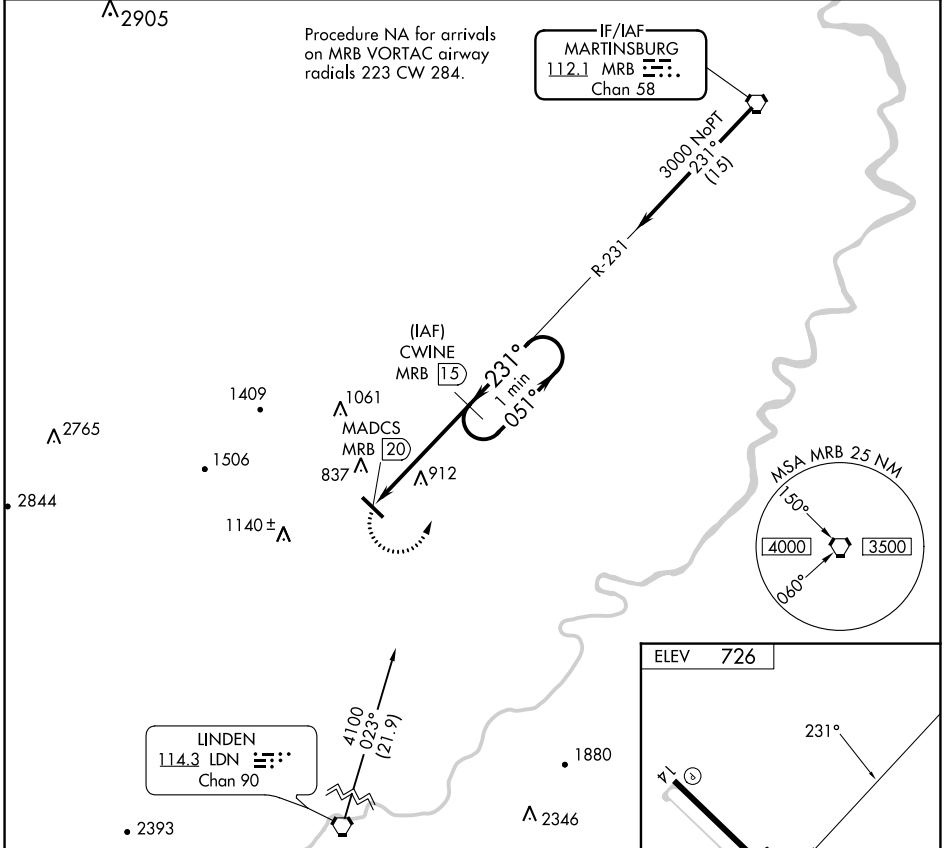 2905
Procedure NA for arrivals
on MRB VORTAC airway
radials 223 CW 284.
IF/IAF
MARTINSBURG
112.1 MRB
Chan 58
3000 NoPT
231°
(15)
R-231
(IAF)
CWINE
MRB 15
231°
1 min
051°
1409
1061
MADCS
MRB 20
2765
1506
837
912
2844
1140±
MSA MRB 25 NM
150°
4000
3500
060°
ELEV 726
4100
023°
(21.9)
LINDEN
114.3 LDN
Chan 90
231°
1880
14
P
2393
2346